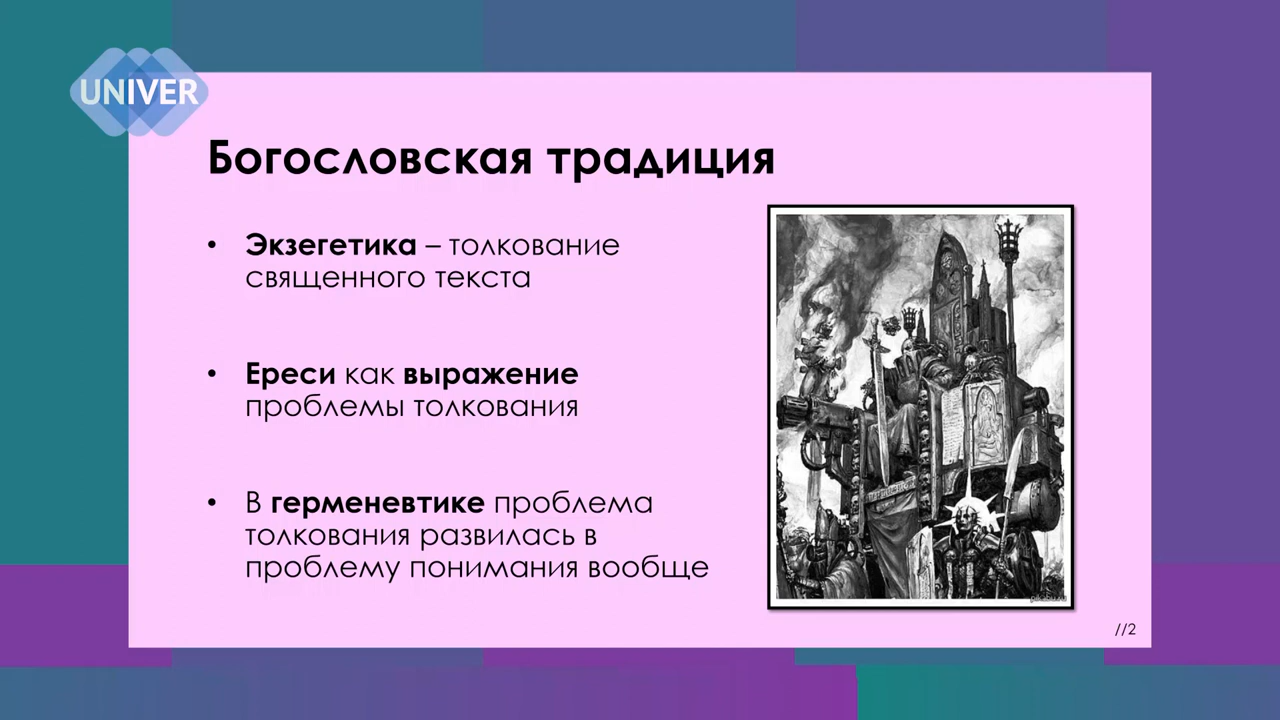 UNIVER
Богословская традиция
• Экзегетика – толкование
священного текста
• Ереси как выражение
проблемы толкования
• В герменевтике проблема
толкования развилась в
проблему понимания вообще
//2